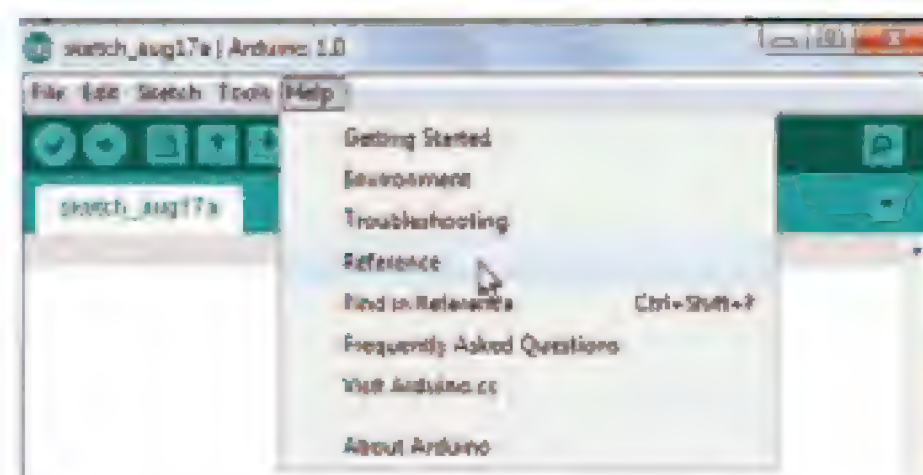 sketch_aug17a | Arduino 1.0
File Edit Sketch Tools Help
sketch_aug17a
Getting Started
Environment
Troubleshooting
Reference
Find in Reference Ctrl+Shift+F
Frequently Asked Questions
Visit Arduino.cc
About Arduino